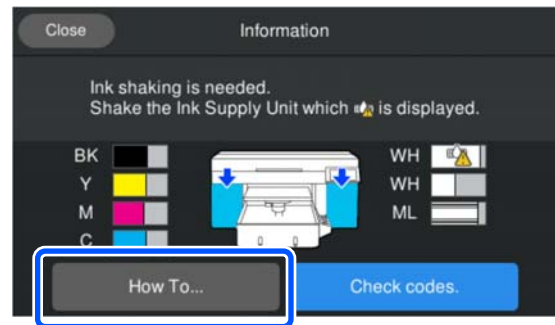 Close
Information
Ink shaking is needed.
Shake the Ink Supply Unit which is displayed.
BK
Y
M
C
WH
WH
ML
How To...
Check codes.